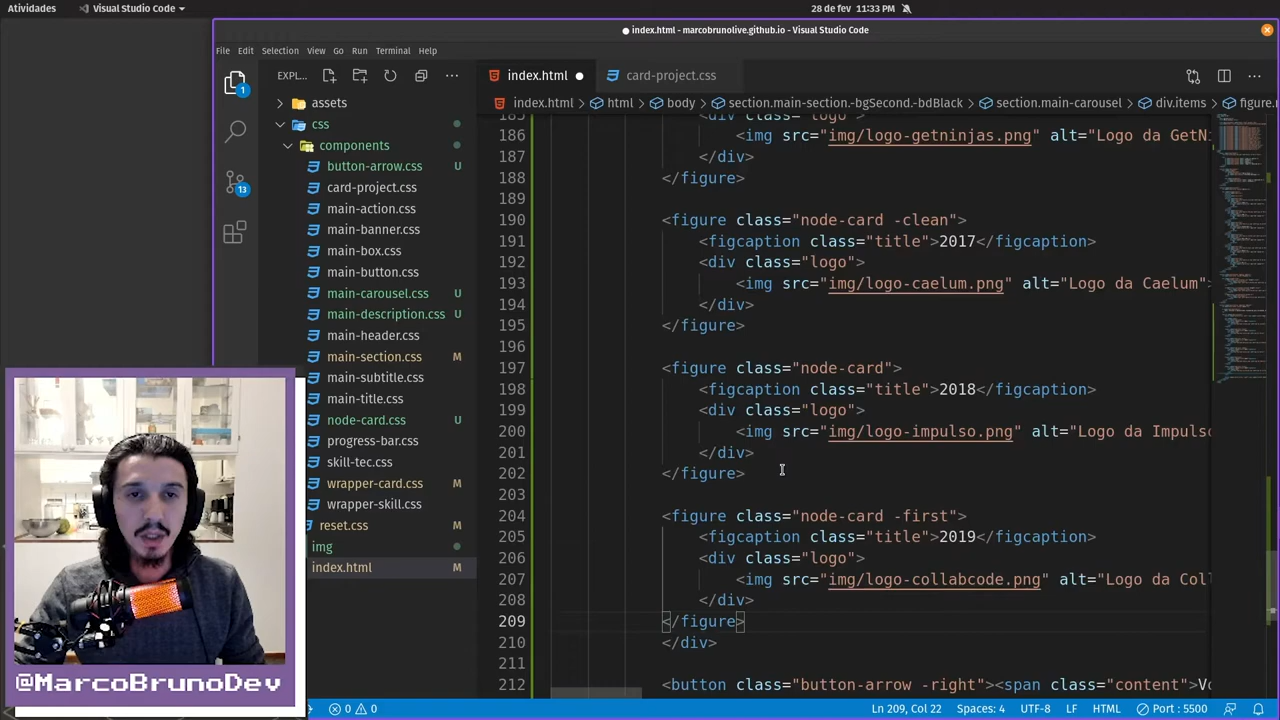 Atividades
Visual Studio Code
28 de fev 11:33 PM
index.html - marcobrunolive.github.io - Visual Studio Code
File Edit Selection View Go Run Terminal Help
EXPL...
index.html
card-project.css
index.html > html > body > section.main-section.-bgSecond.-bdBlack > section.main-carousel > div.items > figure.n
assets
css
components
button-arrow.css U
card-project.css
main-action.css
main-banner.css
main-box.css
main-button.css
main-carousel.css U
main-description.css U
main-header.css
main-section.css M
main-subtitle.css
main-title.css
node-card.css U
progress-bar.css
skill-tec.css
wrapper-card.css M
wrapper-skill.css
reset.css M
img
index.html M
1
13
185 <div class="logo">
186 <img src="img/logo-getninjas.png" alt="Logo da GetNi
187 </div>
188 </figure>
189
190 <figure class="node-card -clean">
191 <figcaption class="title">2017</figcaption>
192 <div class="logo">
193 <img src="img/logo-caelum.png" alt="Logo da Caelum">
194 </div>
195 </figure>
196
197 <figure class="node-card">
198 <figcaption class="title">2018</figcaption>
199 <div class="logo">
200 <img src="img/logo-impulso.png" alt="Logo da Impulso
201 </div>
202 </figure>
203
204 <figure class="node-card -first">
205 <figcaption class="title">2019</figcaption>
206 <div class="logo">
207 <img src="img/logo-collabcode.png" alt="Logo da Coll
208 </div>
209 </figure>
210 </div>
211
212 <button class="button-arrow -right"><span class="content">Vo
@MarcoBrunoDev
0 0
Ln 209, Col 22 Spaces: 4 UTF-8 LF HTML Port : 5500